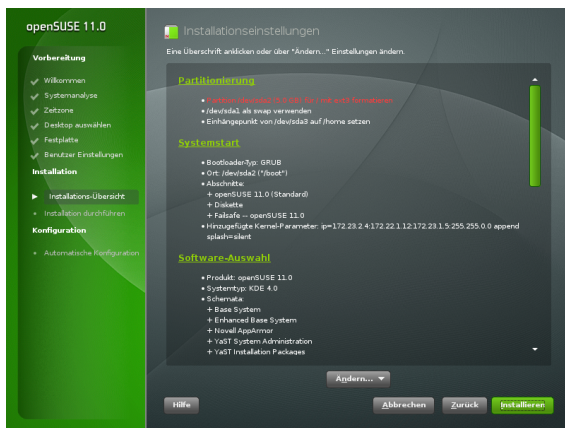 openSUSE 11.0
Vorbereitung
Willkommen
Systemanalyse
Zeitzone
Desktop auswählen
Festplatte
Benutzer Einstellungen
Installation
Installations-Übersicht
Installation durchführen
Konfiguration
Automatische Konfiguration
Installationseinstellungen
Eine Überschrift anklicken oder über "Ändern..." Einstellungen ändern.
Partitionierung
• /dev/sda1 als swap verwenden
• Einhängepunkt von /dev/sda3 auf /home setzen
Systemstart
• Bootloader-Typ: GRUB
• Ort: /dev/sda2 ("/boot")
• Abschnitte:
+ openSUSE 11.0 (Standard)
+ Diskette
+ Failsafe -- openSUSE 11.0
• Hinzugefügte Kernel-Parameter: ip=172.23.2.4:172.22.1.12:172.23.1.5:255.255.0.0 append
splash=silent
Software-Auswahl
• Produkt: openSUSE 11.0
• Systemtyp: KDE 4.0
• Schemata:
+ Base System
+ Enhanced Base System
+ Novell AppArmor
+ YaST System Administration
+ YaST Installation Packages
Ändern...
Hilfe
Abbrechen
Zurück
Installieren